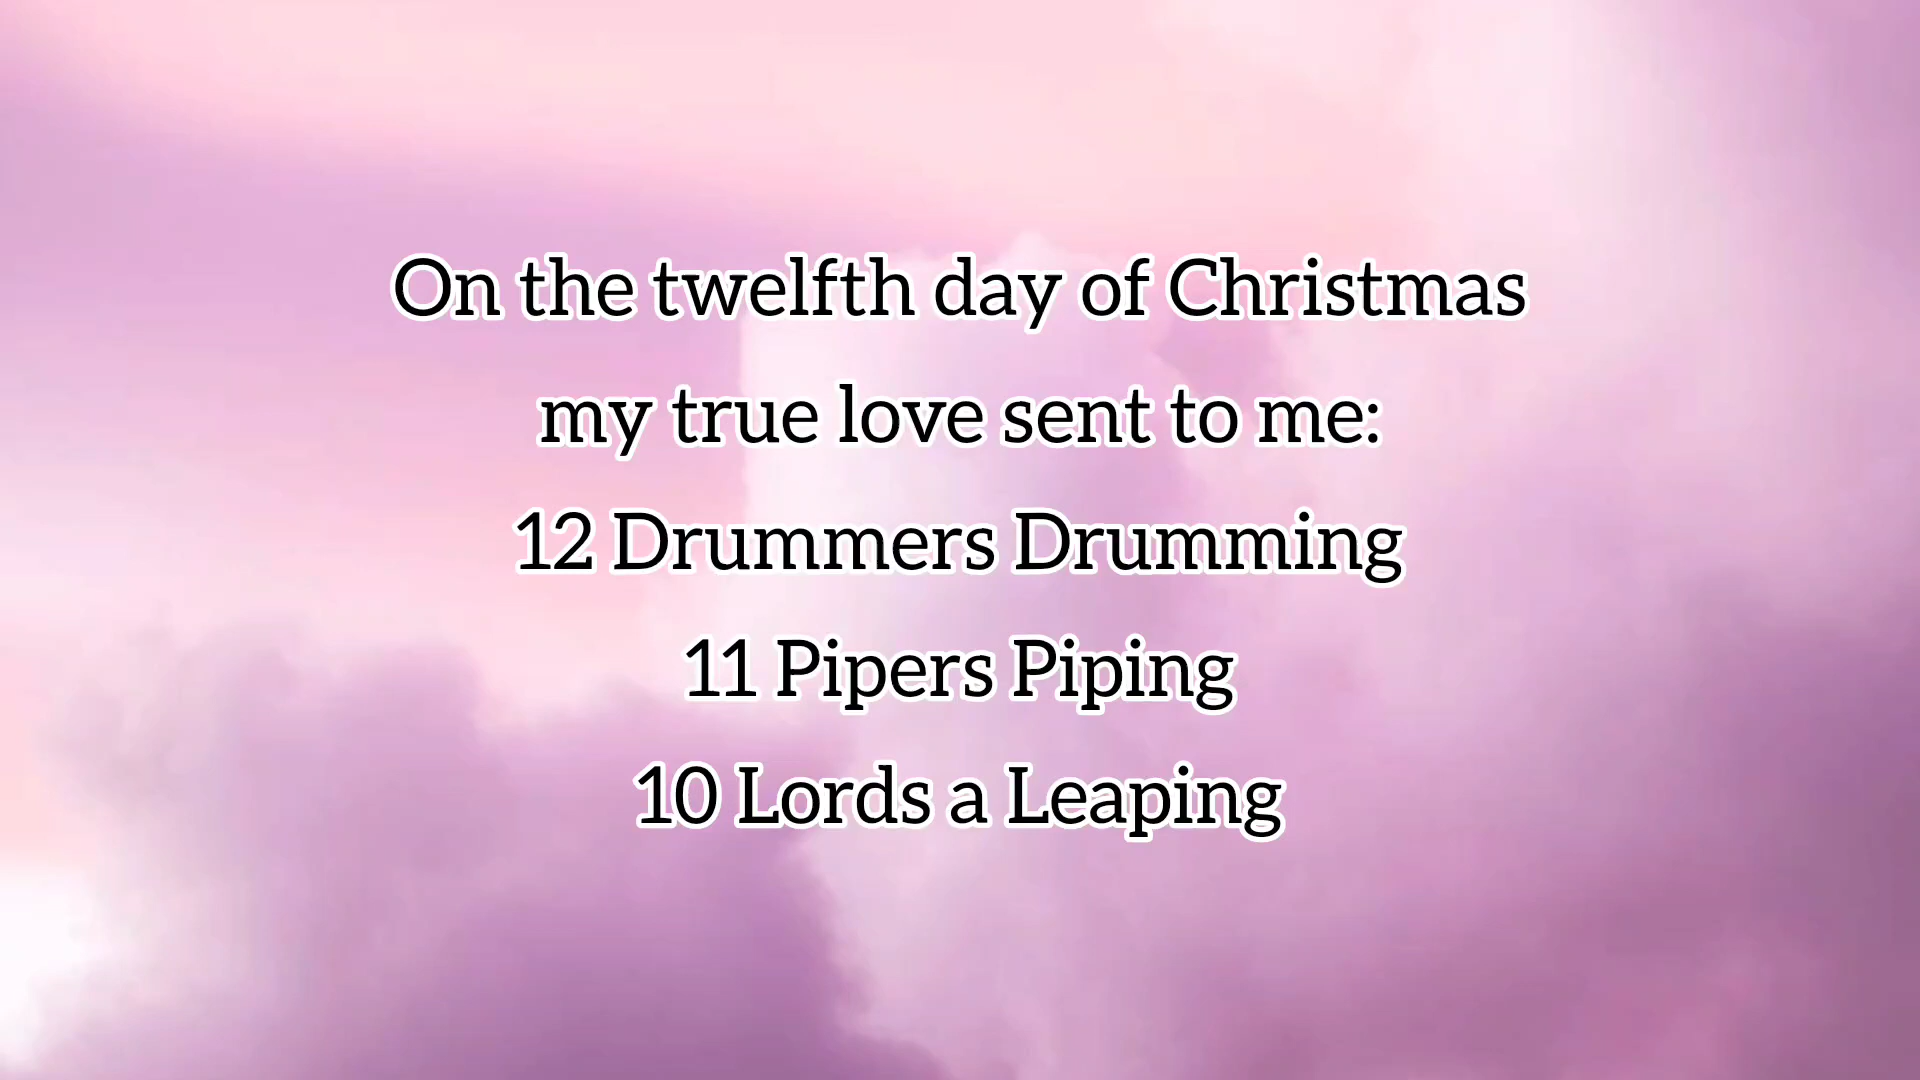 On the twelfth day of Christmas
my true love sent to me:
12 Drummers Drumming
11 Pipers Piping
10 Lords a Leaping